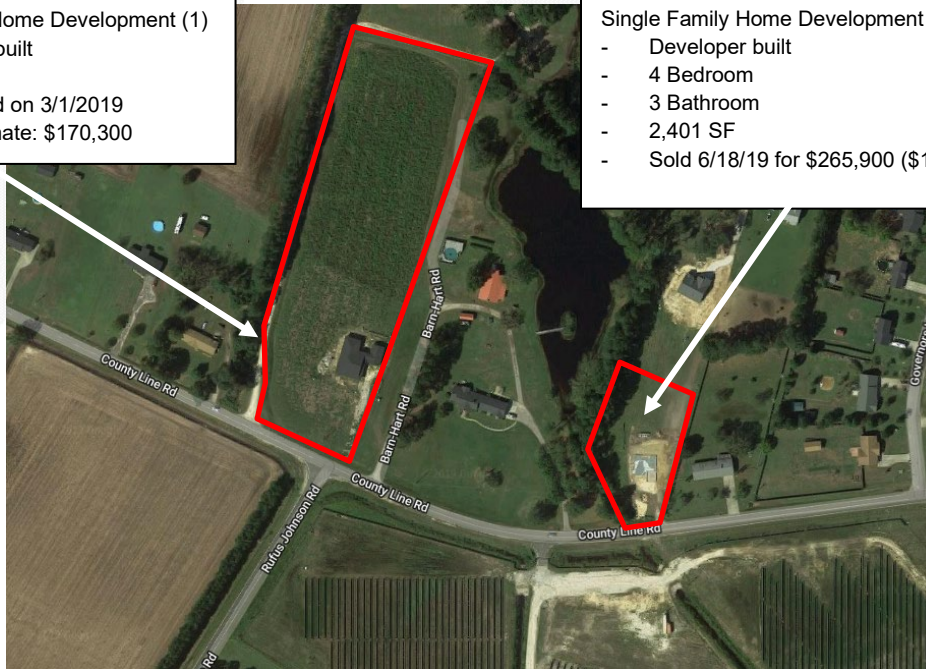 ome Development (1)
built
d on 3/1/2019
nate: $170,300
Single Family Home Development
- Developer built
- 4 Bedroom
- 3 Bathroom
- 2,401 SF
- Sold 6/18/19 for $265,900 ($1
County Line Rd
Barn-Hart Rd
Barn-Hart Rd
County Line Rd
Rufus Johnson Rd
County Line Rd
Governors
Rd